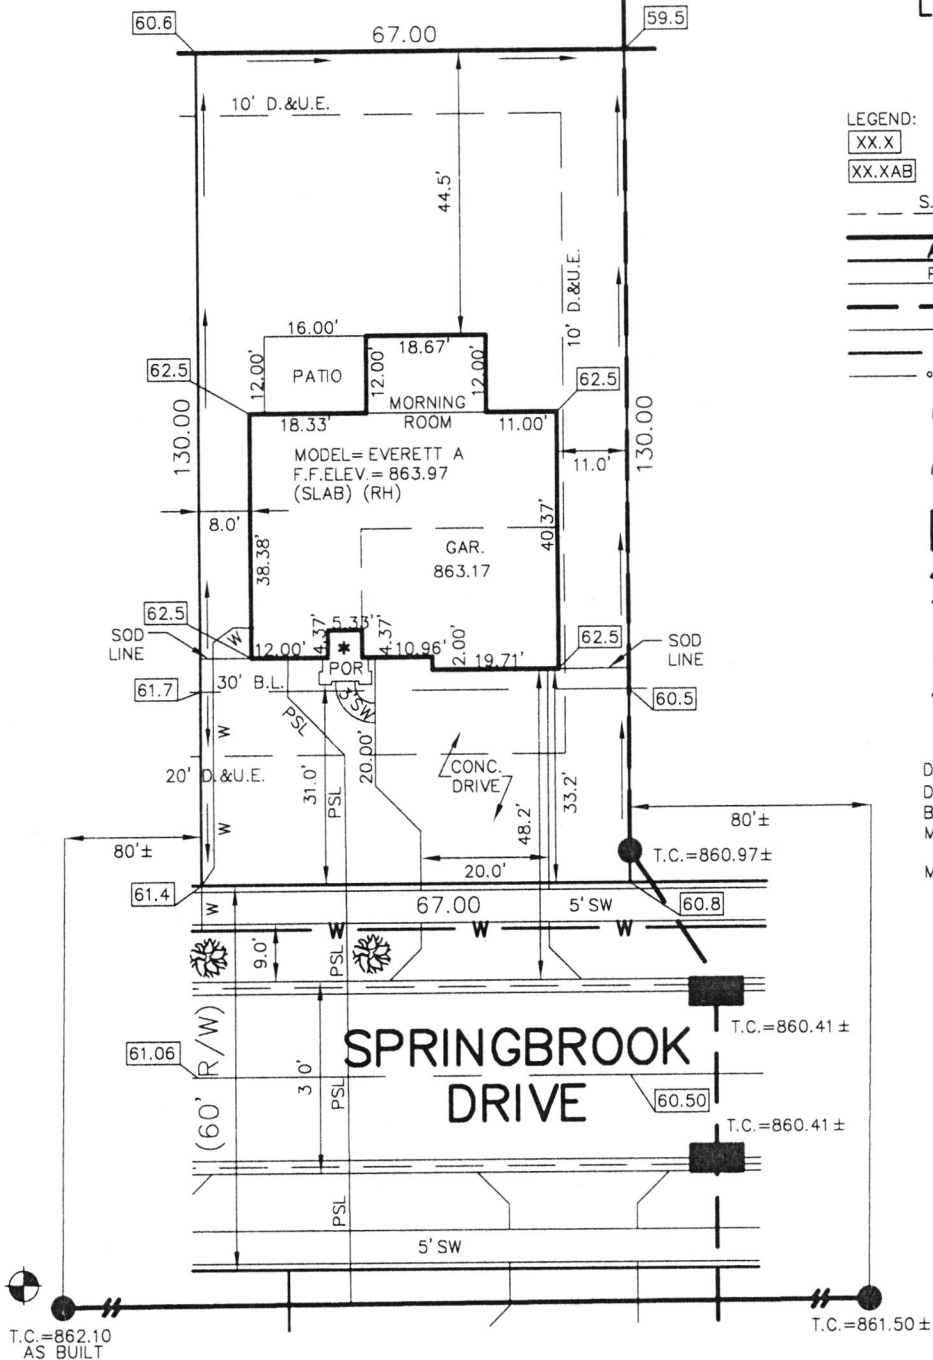 60.6
59.5
67.00
10' D.&U.E.
44.5'
LEGEND:
XX.X
XX.XAB
S.
10' D.&U.E.
16.00'
18.67'
62.5
12.00'
PATIO
12.00'
12.00'
62.5
MORNING
ROOM
18.33'
11.00'
130.00
130.00
MODEL= EVERETT A
F.F.ELEV.= 863.97
(SLAB) (RH)
11.0'
8.0'
38.38'
GAR.
863.17
40.37'
62.5
W
SOD
LINE
12.00'
4.37'
5.33'
4.37'
10.96'
2.00'
19.71'
62.5
SOD
LINE
*
POR
30' B.L.
61.7
60.5
PSL
3'SW
W
20' D.&U.E.
31.0'
PSL
20.00'
CONC.
DRIVE
48.2'
33.2'
W
80'±
80'±
T.C.=860.97±
20.0'
61.4
60.8
W
67.00
5' SW
W
W
W
9.0'
PSL
T.C.=860.41±
SPRINGBROOK
DRIVE
61.06
(60' R/W)
PSL
60.50
T.C.=860.41±
PSL
5' SW
T.C.=862.10
AS BUILT
T.C.=861.50±